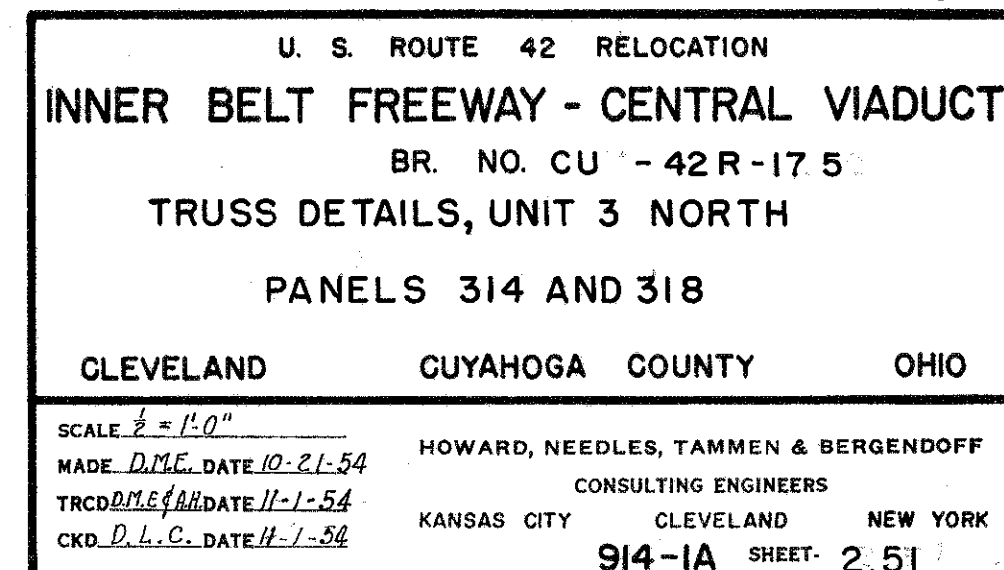 U. S. ROUTE 42 RELOCATION
INNER BELT FREEWAY - CENTRAL VIADUCT
BR. NO. CU - 42 R - 17 5
TRUSS DETAILS, UNIT 3 NORTH
PANELS 314 AND 318
CLEVELAND CUYAHOGA COUNTY OHIO
SCALE 1/2 = 1'-0"
MADE D.M.E. DATE 10-21-54
TRCD D.M.E & A.H. DATE 11-1-54
CKD D.L.C. DATE 11-1-54
HOWARD, NEEDLES, TAMMEN & BERGENDOFF
CONSULTING ENGINEERS
KANSAS CITY CLEVELAND NEW YORK
914-1A SHEET- 2 51